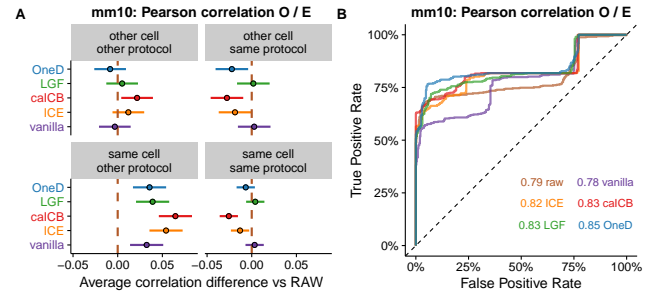 A
mm10: Pearson correlation O / E
other cell
other protocol
other cell
same protocol
OneD
LGF
calCB
ICE
vanilla
same cell
other protocol
same cell
same protocol
OneD
LGF
calCB
ICE
vanilla
−0.05
0.00
0.05
−0.05
0.00
0.05
Average correlation difference vs RAW
B
mm10: Pearson correlation O / E
100%
75%
50%
25%
0%
True Positive Rate
0.79 raw
0.78 vanilla
0.82 ICE
0.83 calCB
0.83 LGF
0.85 OneD
0%
25%
50%
75%
100%
False Positive Rate